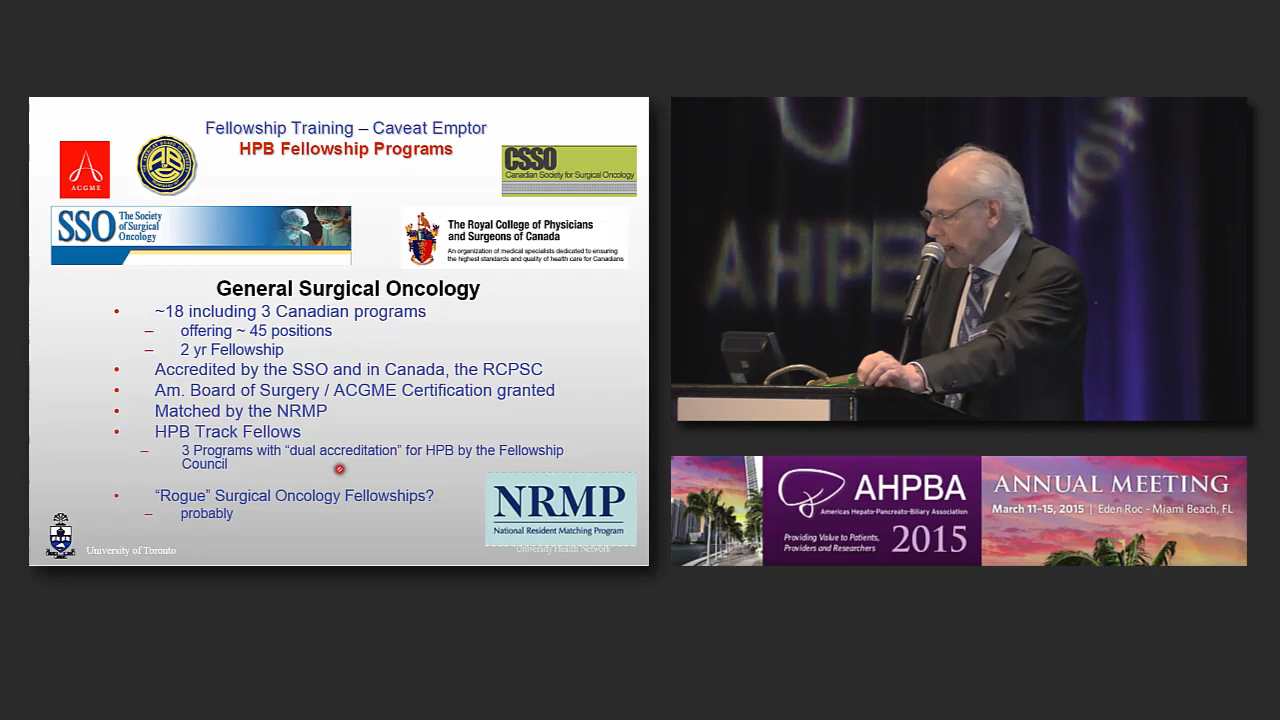 Fellowship Training – Caveat Emptor
HPB Fellowship Programs
ACGME
CSSO
Canadian Society for Surgical Oncology
SSO The Society
of Surgical
Oncology
The Royal College of Physicians
and Surgeons of Canada
An organization of medical specialists dedicated to ensuring
the highest standards and quality of health care for Canadians
General Surgical Oncology
• ~18 including 3 Canadian programs
– offering ~ 45 positions
– 2 yr Fellowship
• Accredited by the SSO and in Canada, the RCPSC
• Am. Board of Surgery / ACGME Certification granted
• Matched by the NRMP
• HPB Track Fellows
– 3 Programs with “dual accreditation” for HPB by the Fellowship
Council
• “Rogue” Surgical Oncology Fellowships?
– probably
NRMP
National Resident Matching Program
University of Toronto
University Health Network
AHPB
AHPBA
Americas Hepato-Pancreato-Biliary Association
Providing Value to Patients,
Providers and Researchers
2015
ANNUAL MEETING
March 11-15, 2015 | Eden Roc - Miami Beach, FL